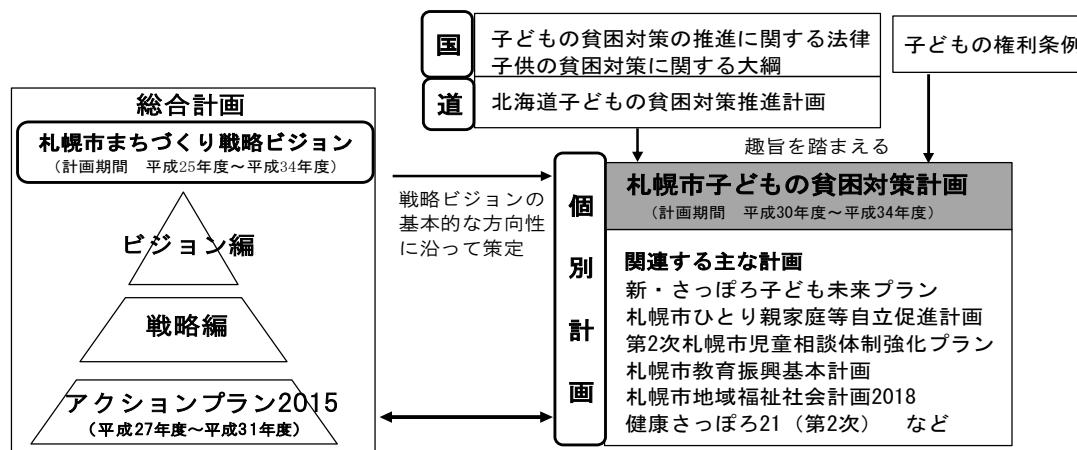 国
子どもの貧困対策の推進に関する法律
子供の貧困対策に関する大綱
道
北海道子どもの貧困対策推進計画
子どもの権利条例
趣旨を踏まえる
総合計画
札幌市まちづくり戦略ビジョン
(計画期間 平成25年度~平成34年度)
ビジョン編
戦略編
アクションプラン2015
(平成27年度~平成31年度)
戦略ビジョンの
基本的な方向性
に沿って策定
個別計画
札幌市子どもの貧困対策計画
(計画期間 平成30年度~平成34年度)
関連する主な計画
新・さっぽろ子ども未来プラン
札幌市ひとり親家庭等自立促進計画
第2次札幌市児童相談体制強化プラン
札幌市教育振興基本計画
札幌市地域福祉社会計画2018
健康さっぽろ21(第2次) など